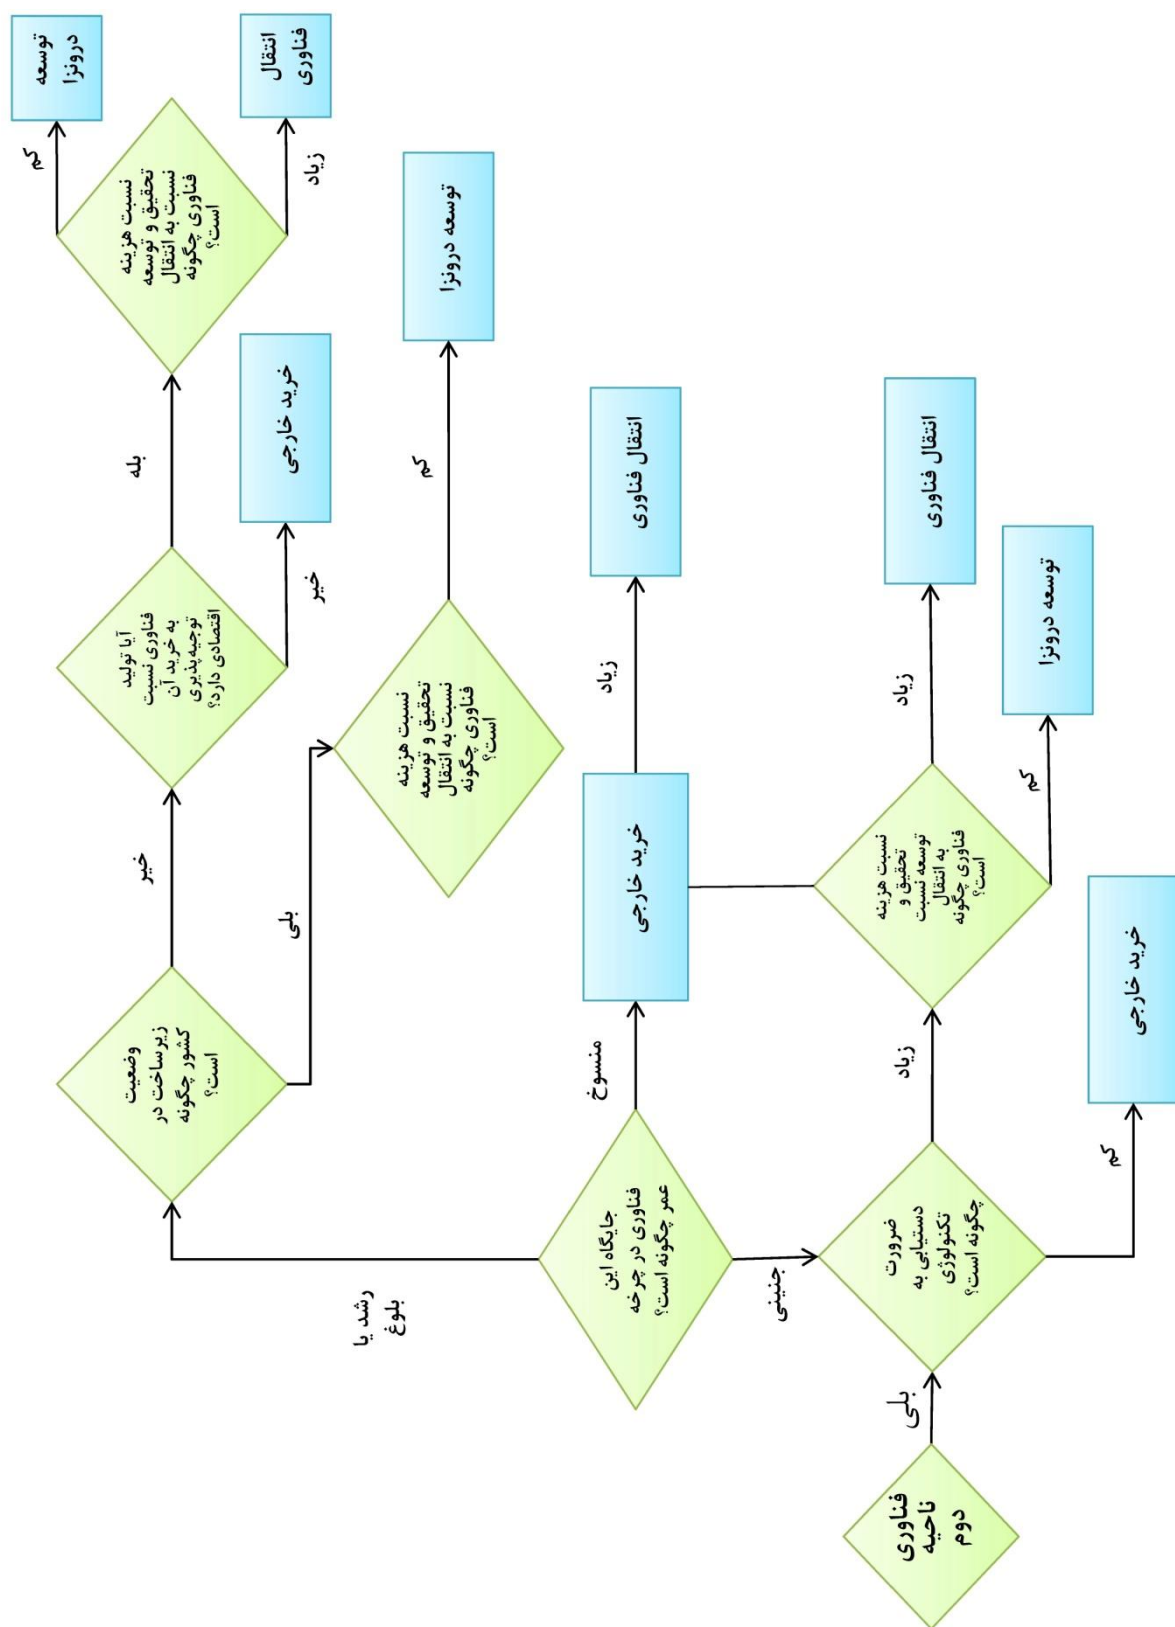 توسعه
درونزا
کم
انتقال
فناوری
زیاد
نسبت هزینه
تحقیق و توسعه
نسبت به انتقال
فناوری چگونه
است؟
بله
خرید خارجی
خیر
آیا تولید
فناوری نسبت
به خرید آن
توجیه‌پذیری
اقتصادی دارد؟
خیر
وضعیت
زیرساخت در
کشور چگونه
است؟
بلی
توسعه درونزا
کم
نسبت هزینه
تحقیق و توسعه
نسبت به انتقال
فناوری چگونه
است؟
رشد یا
بلوغ
انتقال فناوری
زیاد
خرید خارجی
منسوخ
جایگاه این
فناوری در چرخه
عمر چگونه است؟
جنینی
انتقال فناوری
زیاد
توسعه درونزا
کم
نسبت هزینه
تحقیق و
توسعه نسبت
به انتقال
فناوری چگونه
است؟
زیاد
خرید خارجی
کم
ضرورت
دستیابی به
تکنولوژی
چگونه است؟
بلی
فناوری
ناحیه
دوم